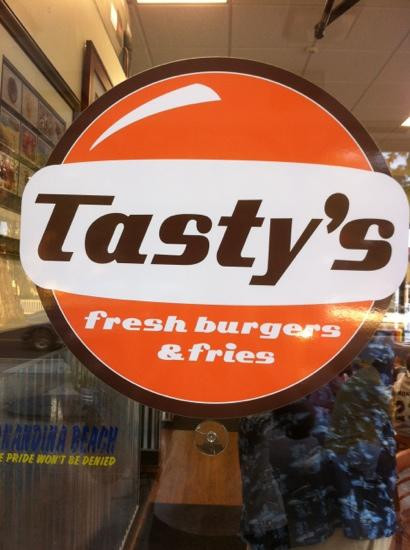 Tasty's
fresh burgers
& fries
NANDINA BEACH
PRIDE WON'T BE DENIED